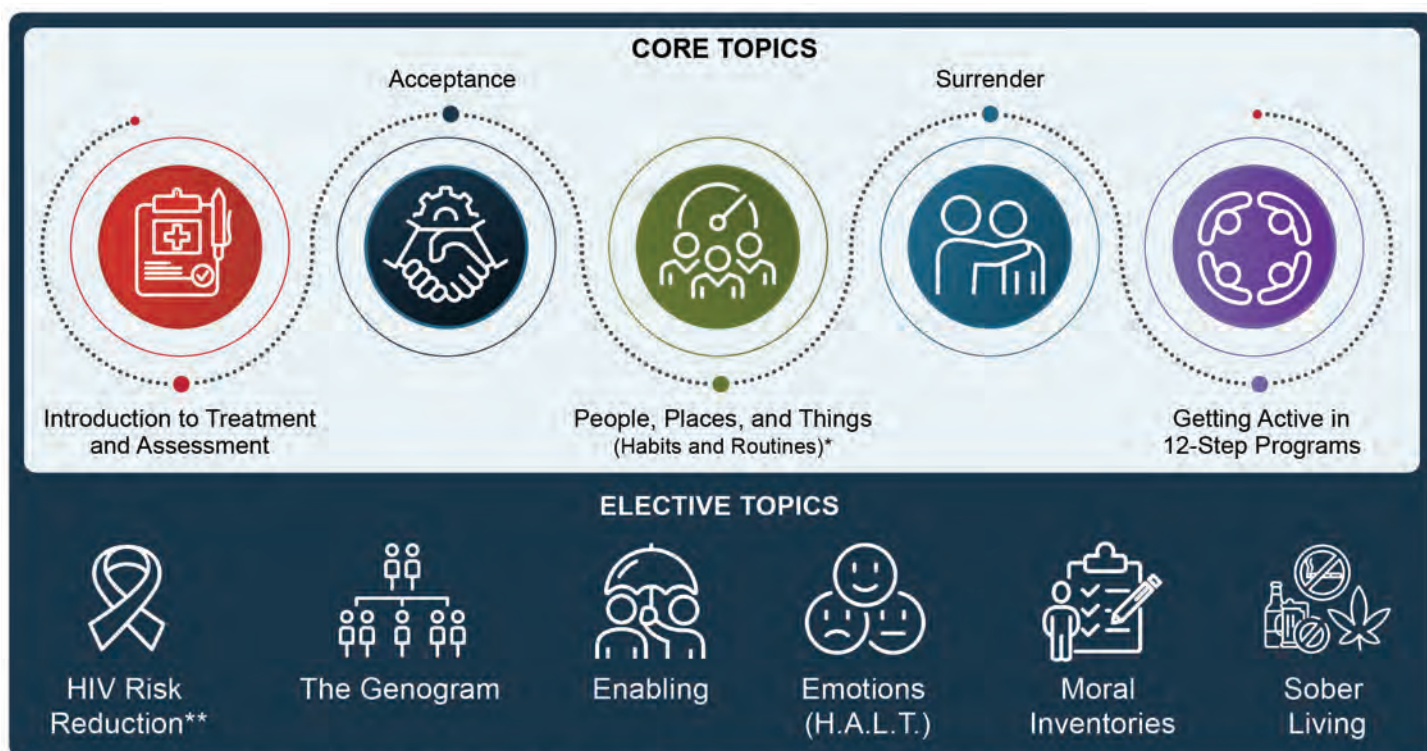 CORE TOPICS
Acceptance
Surrender
Introduction to Treatment
and Assessment
People, Places, and Things
(Habits and Routines)*
Getting Active in
12-Step Programs
ELECTIVE TOPICS
HIV Risk
Reduction**
The Genogram
Enabling
Emotions
(H.A.L.T.)
Moral
Inventories
Sober
Living